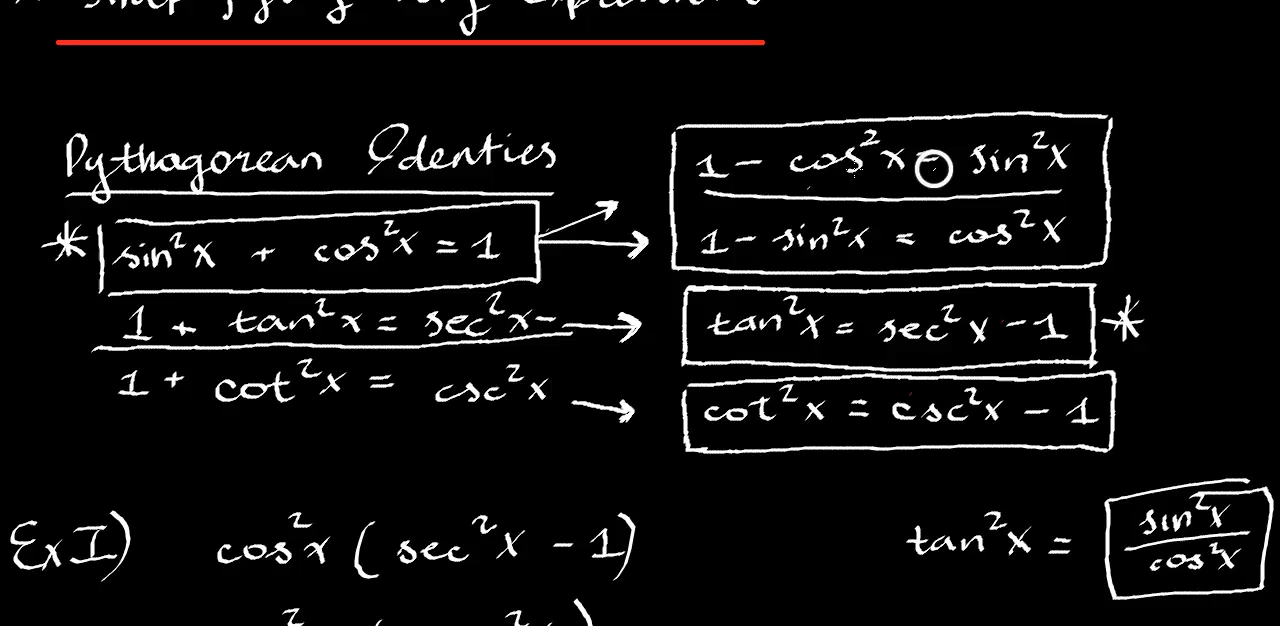 Pythagorean Identies
1 - cos²x = sin²x
* sin²x + cos²x = 1
1 - sin²x = cos²x
1 + tan²x = sec²x
tan²x = sec²x - 1 *
1 + cot²x = csc²x
cot²x = csc²x - 1
Ex I) cos²x (sec²x - 1)
tan²x = sin²x / cos²x